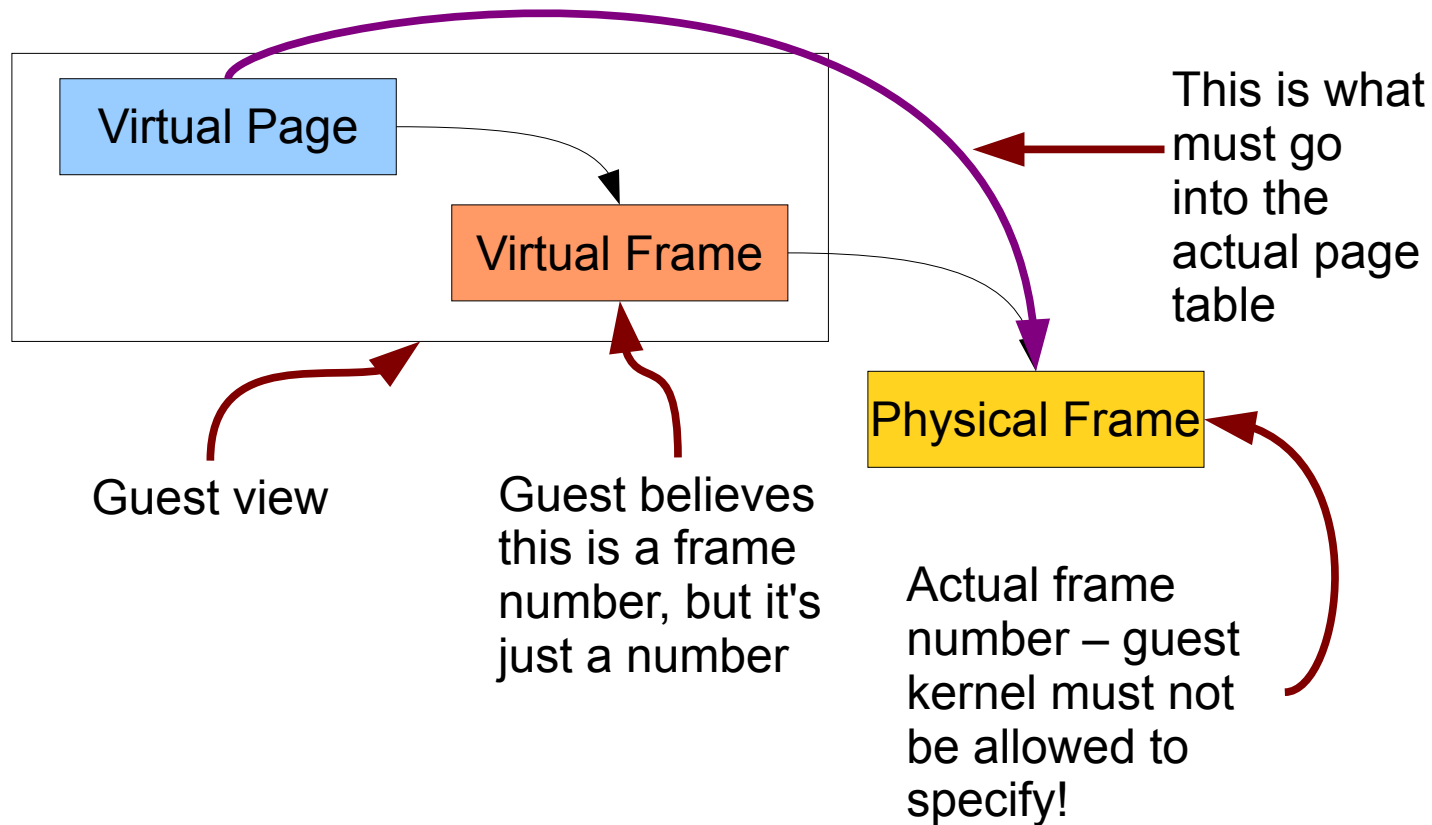 Virtual Page
Virtual Frame
Physical Frame
This is what
must go
into the
actual page
table
Guest view
Guest believes
this is a frame
number, but it's
just a number
Actual frame
number – guest
kernel must not
be allowed to
specify!